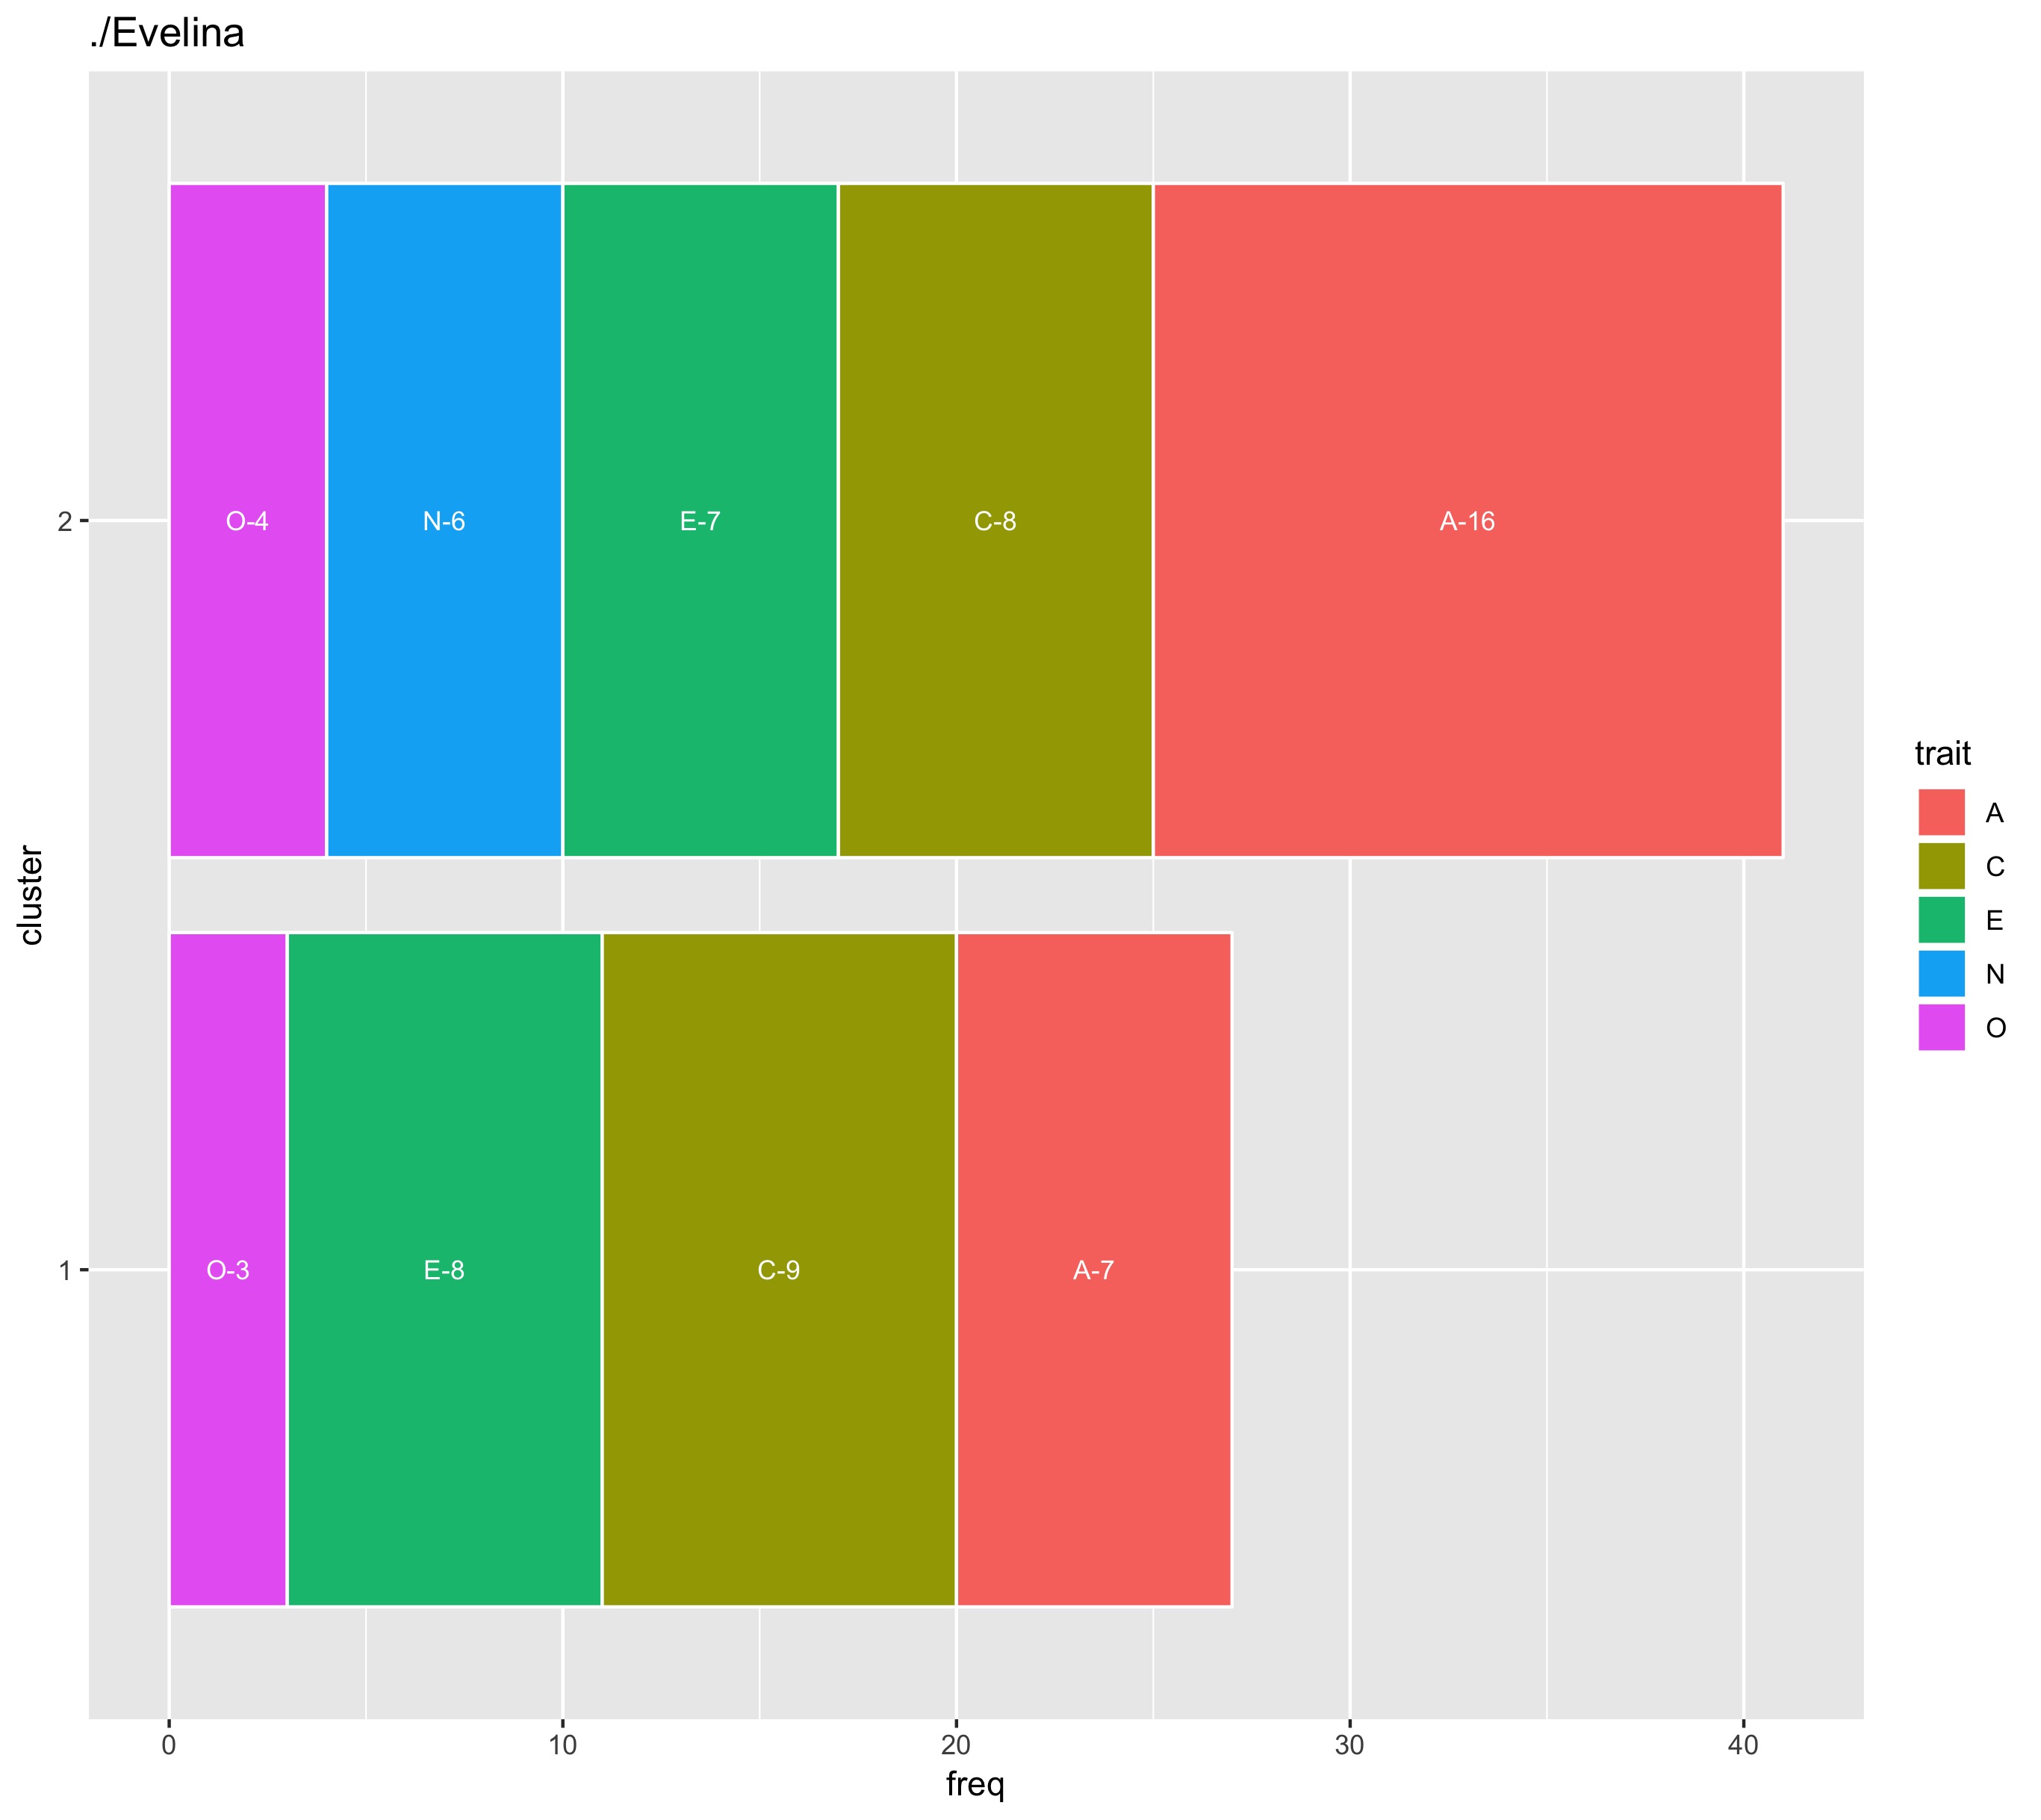 ./Evelina
cluster
2
O-4 N-6 E-7 C-8 A-16
1
O-3 E-8 C-9 A-7
0 10 20 30 40
freq
trait
A
C
E
N
O